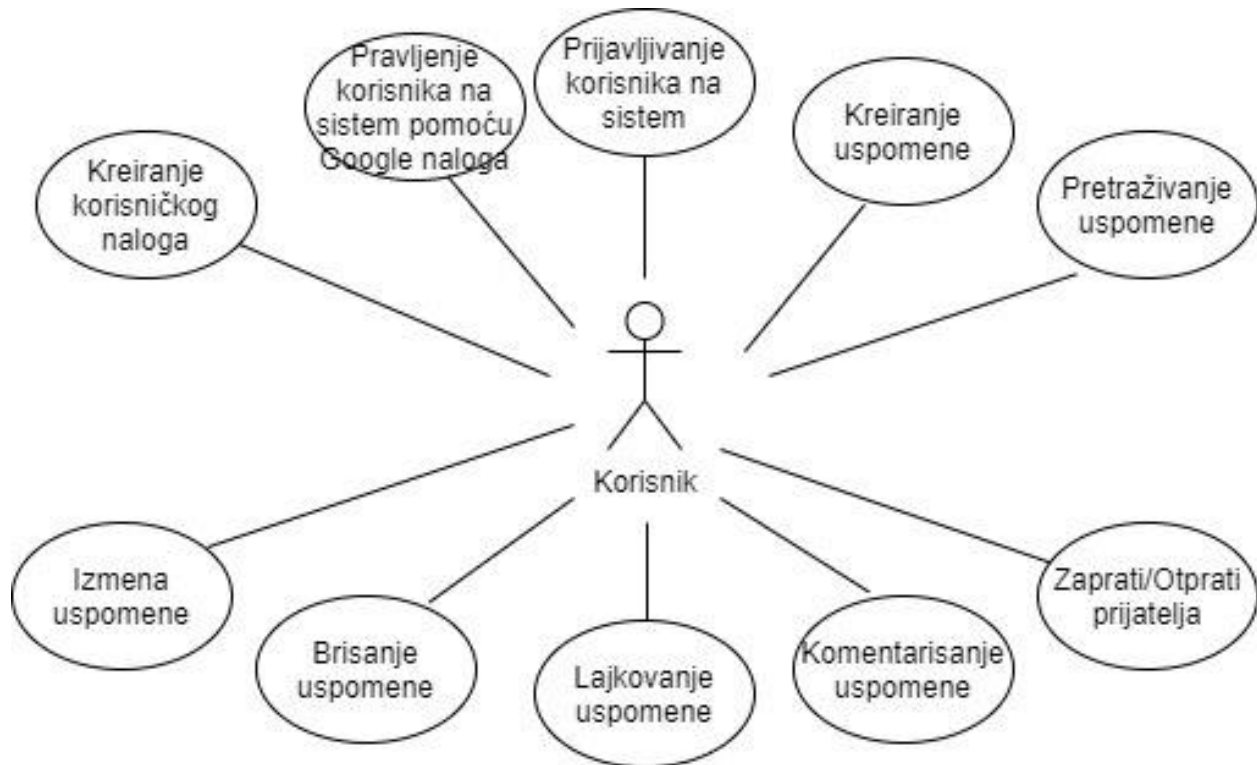 Pravljenje
korisnika na
sistem pomoću
Google naloga
Prijavljivanje
korisnika na
sistem
Kreiranje
uspomene
Kreiranje
korisničkog
naloga
Pretraživanje
uspomene
Korisnik
Izmena
uspomene
Brisanje
uspomene
Lajkovanje
uspomene
Komentarisanje
uspomene
Zaprati/Otprati
prijatelja